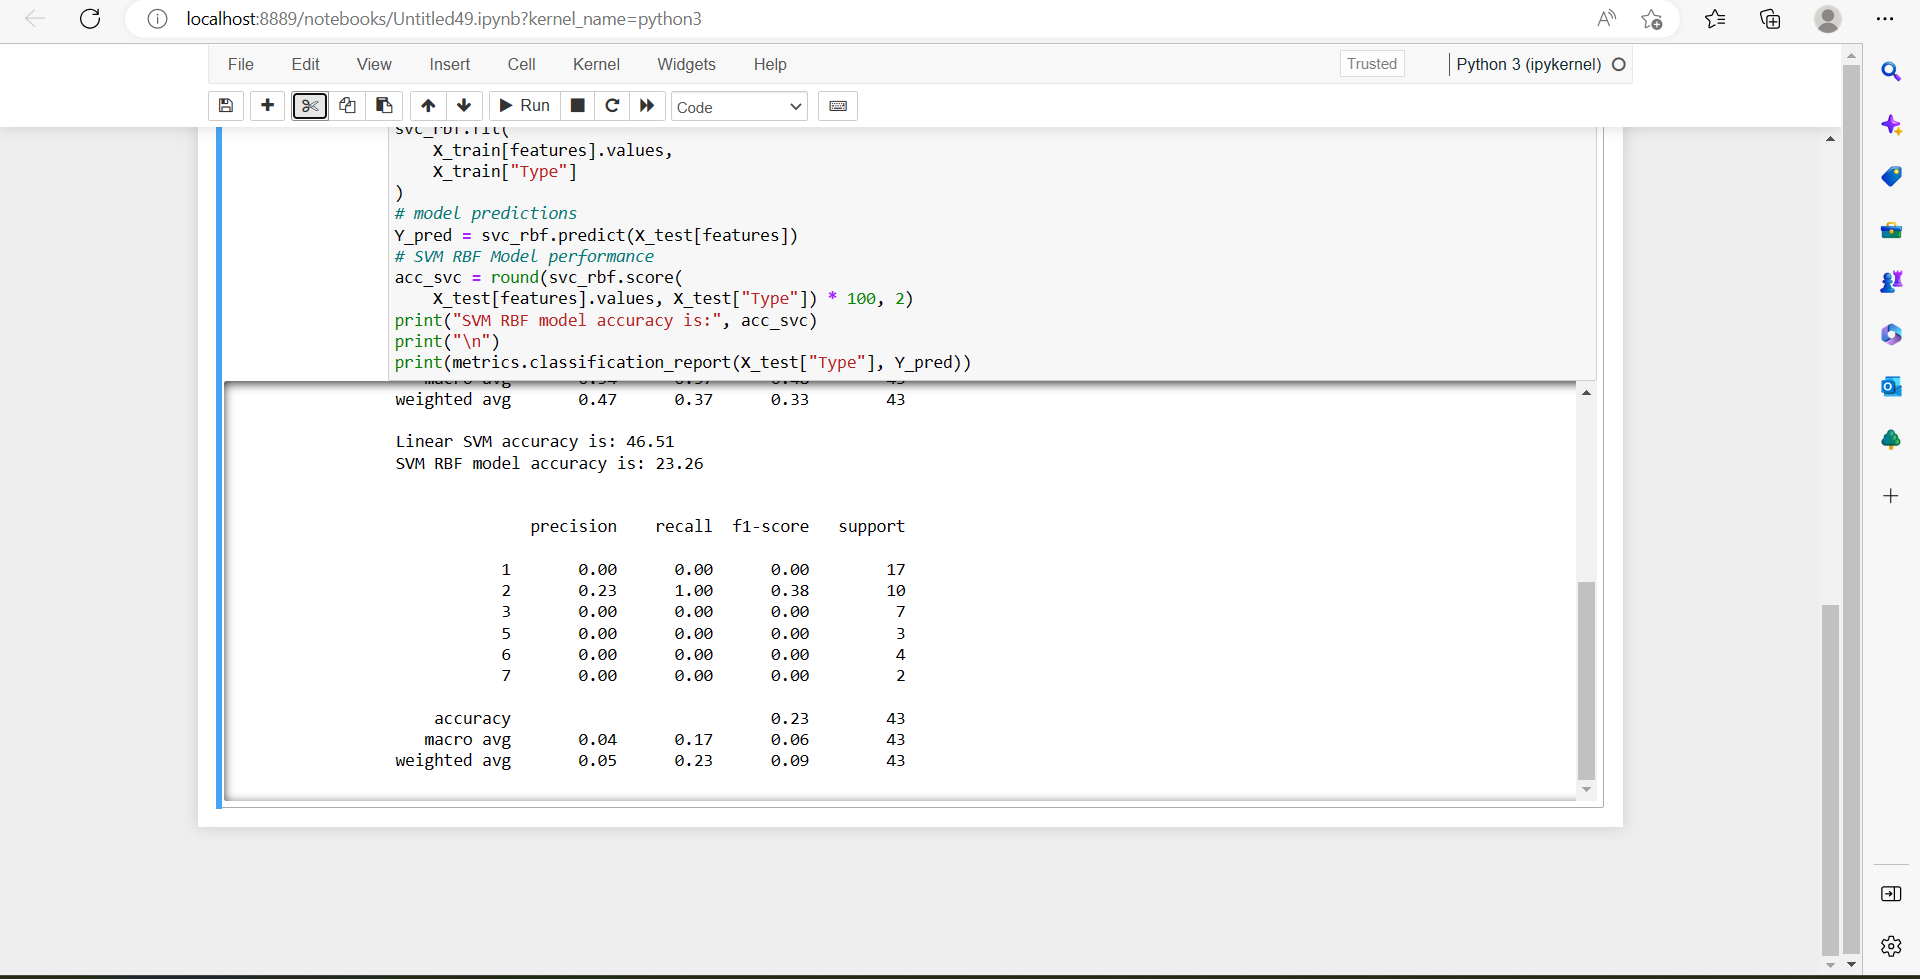 localhost:8889/notebooks/Untitled49.ipynb?kernel_name=python3
File Edit View Insert Cell Kernel Widgets Help Trusted Python 3 (ipykernel)
Run Code
svc_rbf.fit(
X_train[features].values,
X_train["Type"]
)
# model predictions
Y_pred = svc_rbf.predict(X_test[features])
# SVM RBF Model performance
acc_svc = round(svc_rbf.score(
X_test[features].values, X_test["Type"]) * 100, 2)
print("SVM RBF model accuracy is:", acc_svc)
print("\n")
print(metrics.classification_report(X_test["Type"], Y_pred))
macro avg
weighted avg 0.47 0.37 0.33 43
Linear SVM accuracy is: 46.51
SVM RBF model accuracy is: 23.26
precision recall f1-score support
1 0.00 0.00 0.00 17
2 0.23 1.00 0.38 10
3 0.00 0.00 0.00 7
5 0.00 0.00 0.00 3
6 0.00 0.00 0.00 4
7 0.00 0.00 0.00 2
accuracy 0.23 43
macro avg 0.04 0.17 0.06 43
weighted avg 0.05 0.23 0.09 43